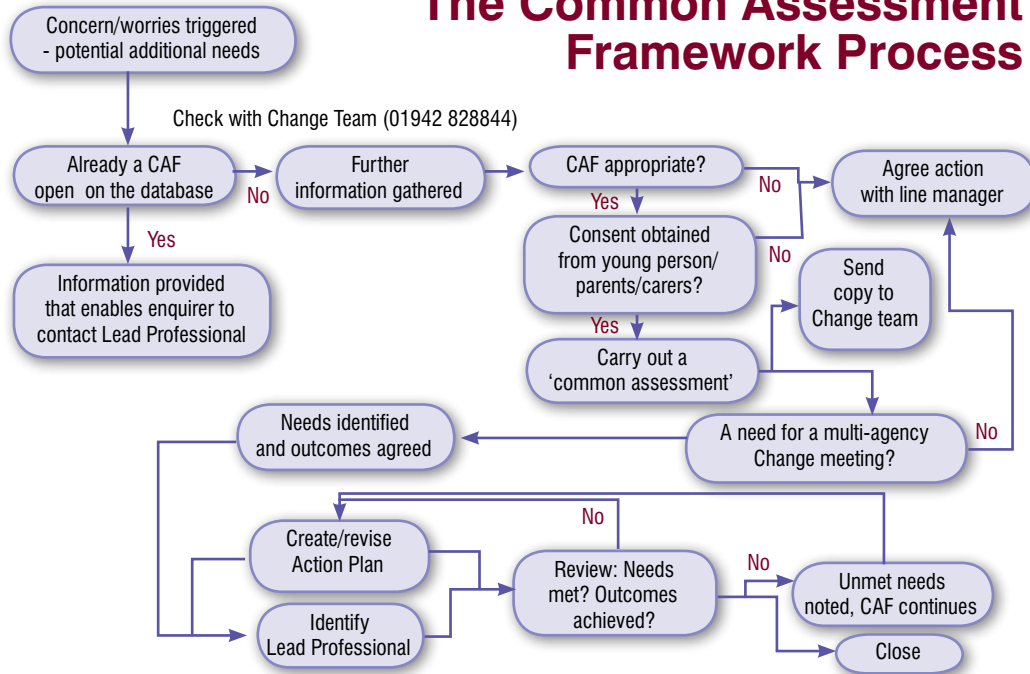 The Common Assessment
Framework Process
Concern/worries triggered
- potential additional needs
Check with Change Team (01942 828844)
Already a CAF
open on the database
No
Further
information gathered
CAF appropriate?
No
Agree action
with line manager
Yes
Yes
Consent obtained
from young person/
parents/carers?
No
Information provided
that enables enquirer to
contact Lead Professional
Send
copy to
Change team
Yes
Carry out a
‘common assessment’
Needs identified
and outcomes agreed
A need for a multi-agency
Change meeting?
No
No
Create/revise
Action Plan
Review: Needs
met? Outcomes
achieved?
No
Unmet needs
noted, CAF continues
Identify
Lead Professional
Close